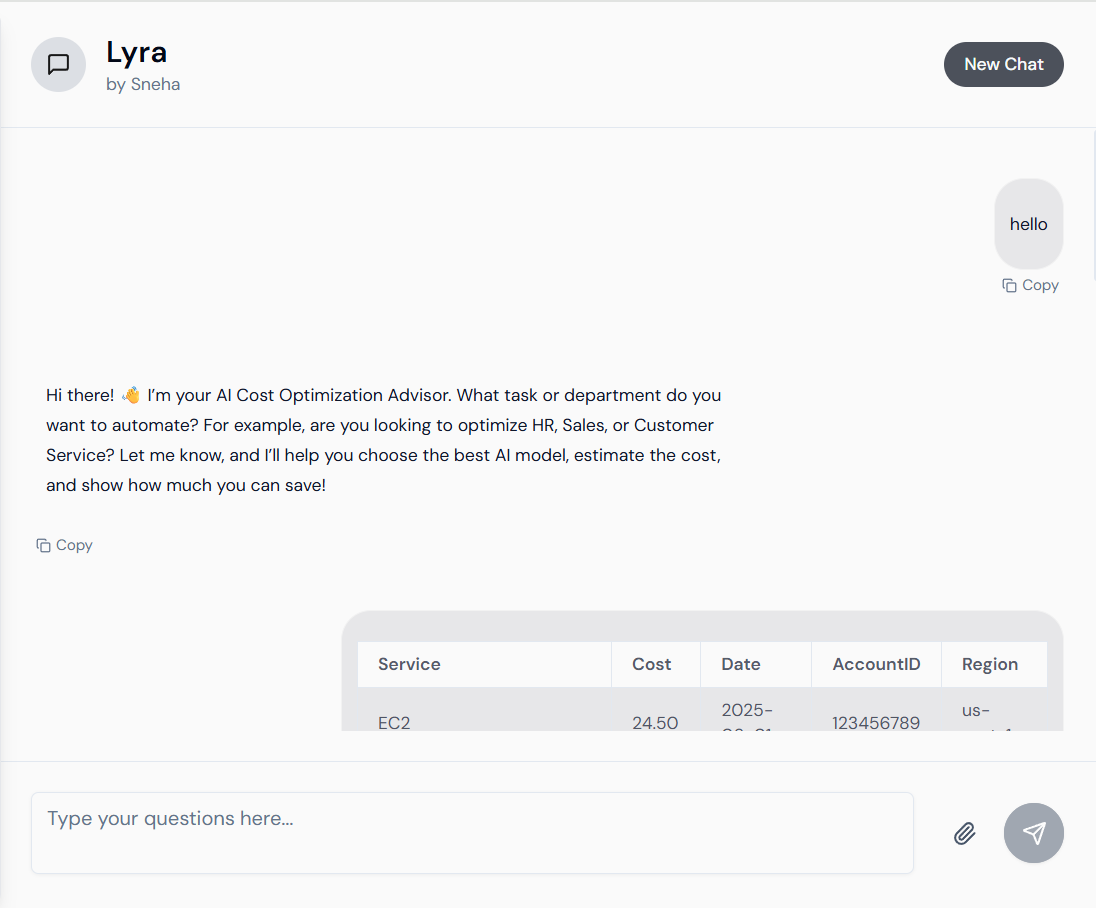 Lyra
by Sneha
New Chat
hello
Copy
Hi there! 👋 I’m your AI Cost Optimization Advisor. What task or department do you
want to automate? For example, are you looking to optimize HR, Sales, or Customer
Service? Let me know, and I’ll help you choose the best AI model, estimate the cost,
and show how much you can save!
Copy
Service Cost Date AccountID Region
EC2 24.50 2025- 123456789 us-
Type your questions here...